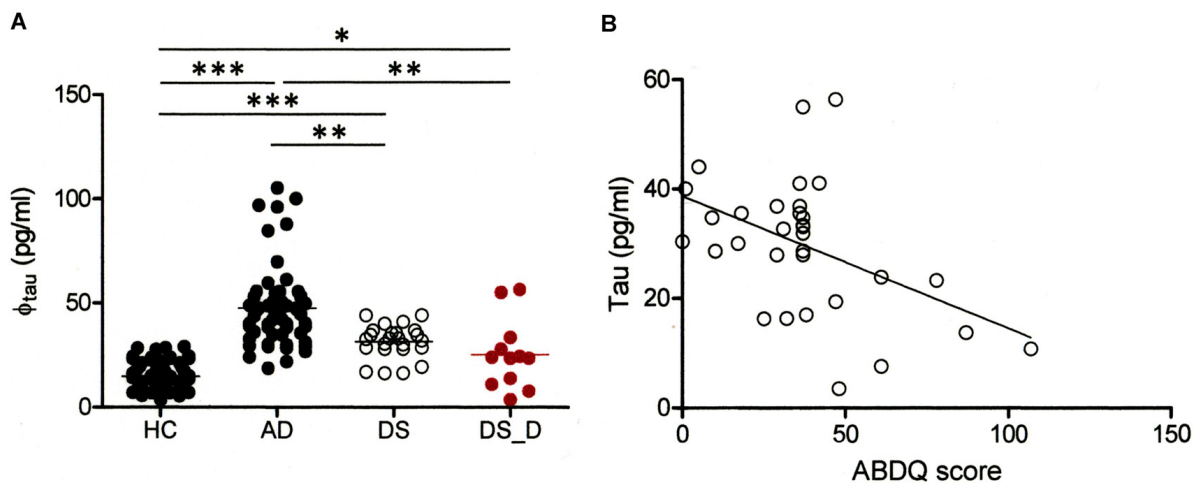 A
*
*** **
***
**
150
100
50
0
ϕtau (pg/ml)
HC AD DS DS_D
B
60
40
20
0
Tau (pg/ml)
0 50 100 150
ABDQ score